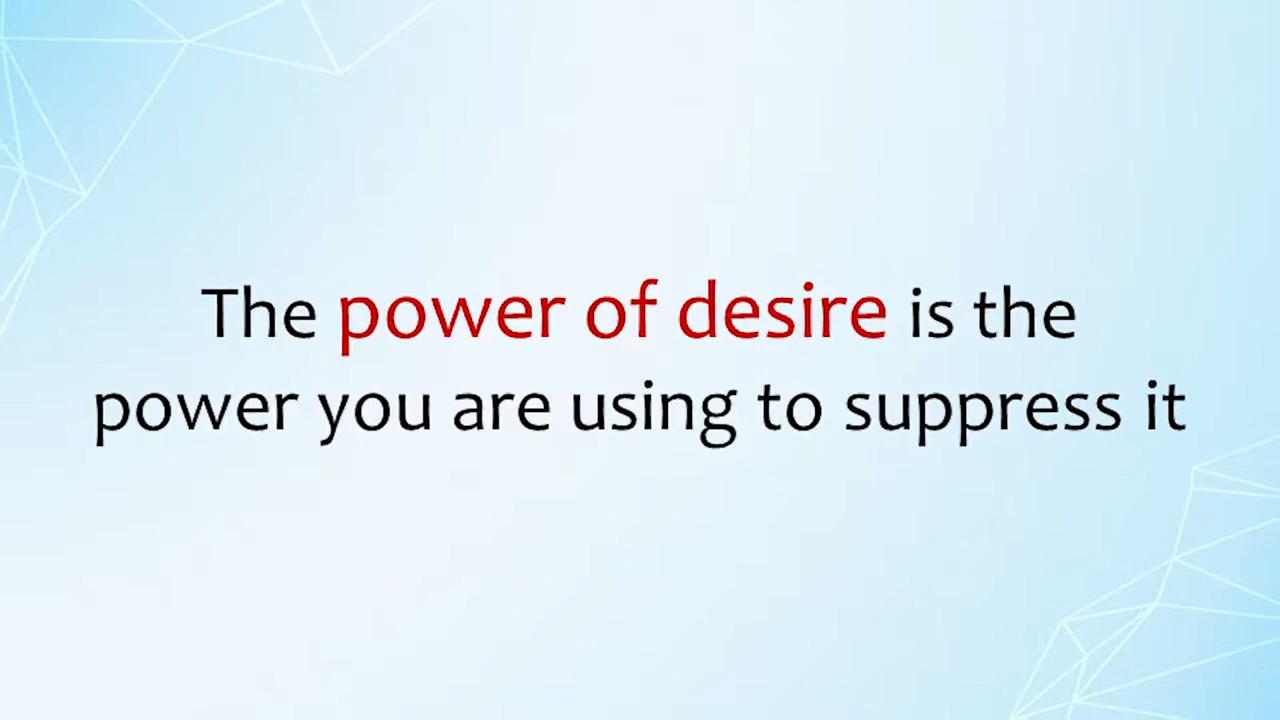 The power of desire is the
power you are using to suppress it